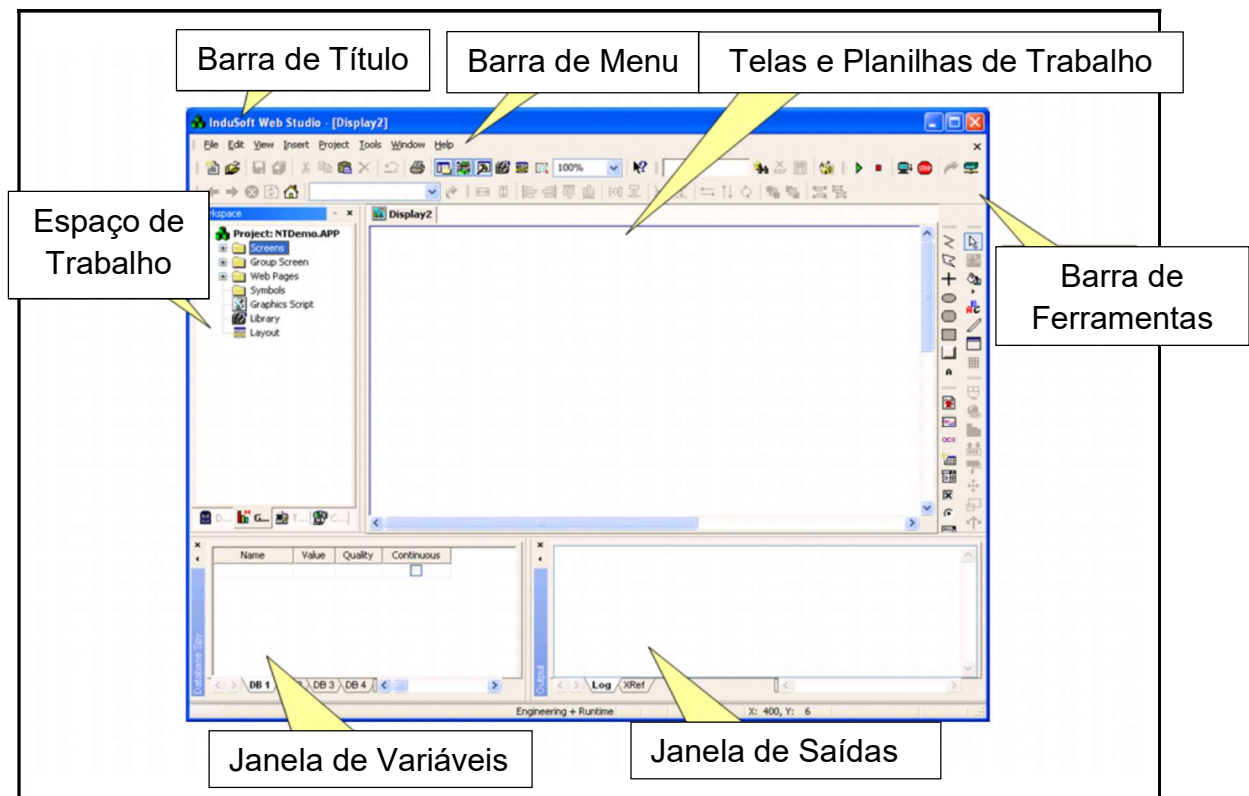 Barra de Título
Barra de Menu
Telas e Planilhas de Trabalho
InduSoft Web Studio - [Display2]
File Edit View Insert Project Tools Window Help
100%
Espaço de
Trabalho
Display2
Project: NTDemo.APP
Screens
Group Screen
Web Pages
Symbols
Graphics Script
Library
Layout
Barra de
Ferramentas
D... G... T... C...
Name Value Quality Continuous
Database Spy
DB 1 DB 3 DB 4
Output
Log XRef
Engineering + Runtime X: 400, Y: 6
Janela de Variáveis
Janela de Saídas